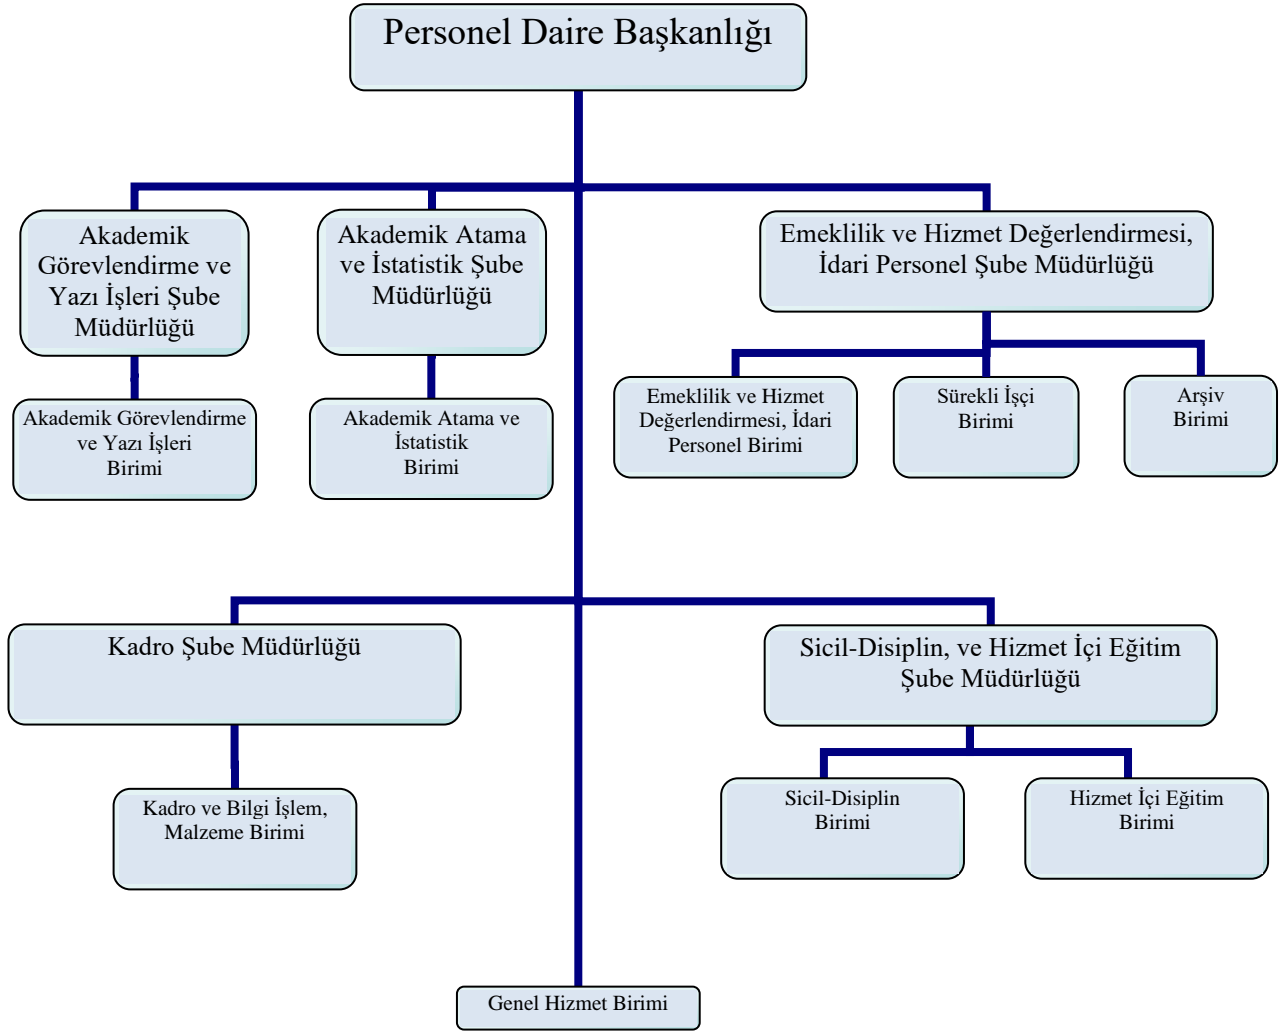 Personel Daire Başkanlığı
Akademik
Görevlendirme ve
Yazı İşleri Şube
Müdürlüğü
Akademik Atama
ve İstatistik Şube
Müdürlüğü
Emeklilik ve Hizmet Değerlendirmesi,
İdari Personel Şube Müdürlüğü
Akademik Görevlendirme
ve Yazı İşleri
Birimi
Akademik Atama ve
İstatistik
Birimi
Emeklilik ve Hizmet
Değerlendirmesi, İdari
Personel Birimi
Sürekli İşçi
Birimi
Arşiv
Birimi
Kadro Şube Müdürlüğü
Sicil-Disiplin, ve Hizmet İçi Eğitim
Şube Müdürlüğü
Kadro ve Bilgi İşlem,
Malzeme Birimi
Sicil-Disiplin
Birimi
Hizmet İçi Eğitim
Birimi
Genel Hizmet Birimi